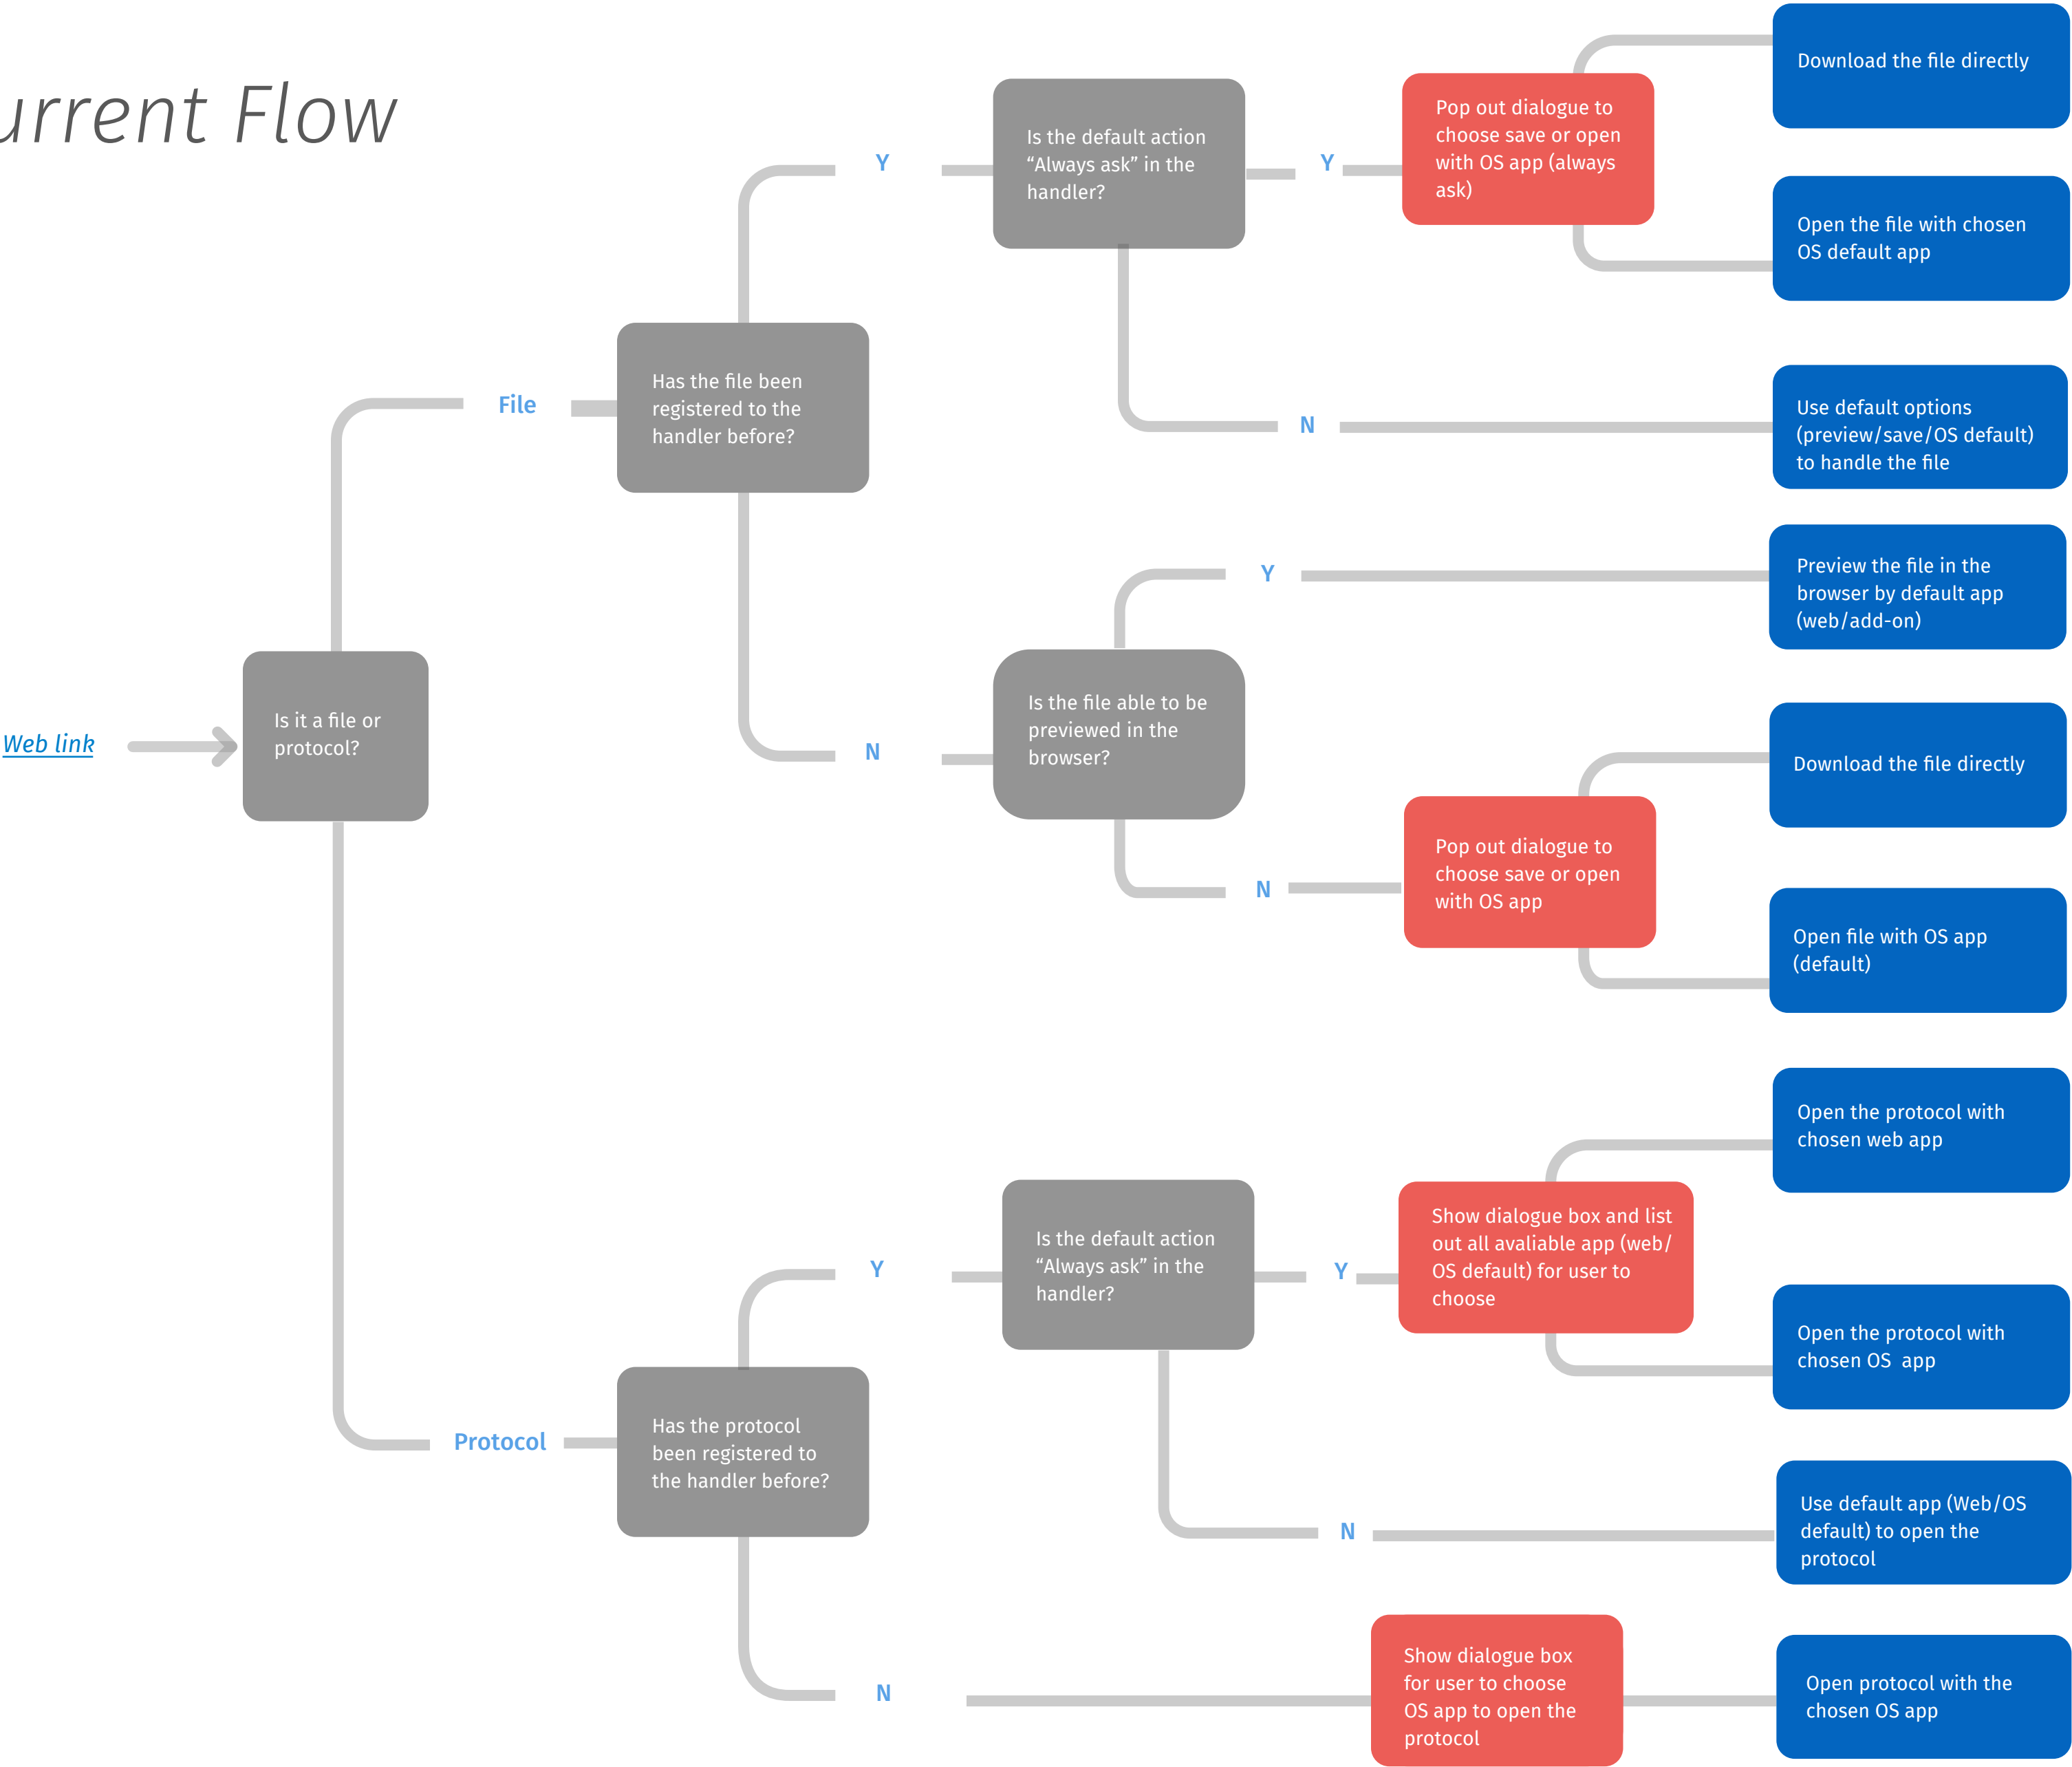 urrent Flow
Web link
Is it a file or
protocol?
File
Has the file been
registered to the
handler before?
Y
Is the default action
“Always ask” in the
handler?
Y
Pop out dialogue to
choose save or open
with OS app (always
ask)
Download the file directly
Open the file with chosen
OS default app
N
Use default options
(preview/save/OS default)
to handle the file
N
Is the file able to be
previewed in the
browser?
Y
Preview the file in the
browser by default app
(web/add-on)
N
Pop out dialogue to
choose save or open
with OS app
Download the file directly
Open file with OS app
(default)
Protocol
Has the protocol
been registered to
the handler before?
Y
Is the default action
“Always ask” in the
handler?
Y
Show dialogue box and list
out all avaliable app (web/
OS default) for user to
choose
Open the protocol with
chosen web app
Open the protocol with
chosen OS  app
N
Use default app (Web/OS
default) to open the
protocol
N
Show dialogue box
for user to choose
OS app to open the
protocol
Open protocol with the
chosen OS app